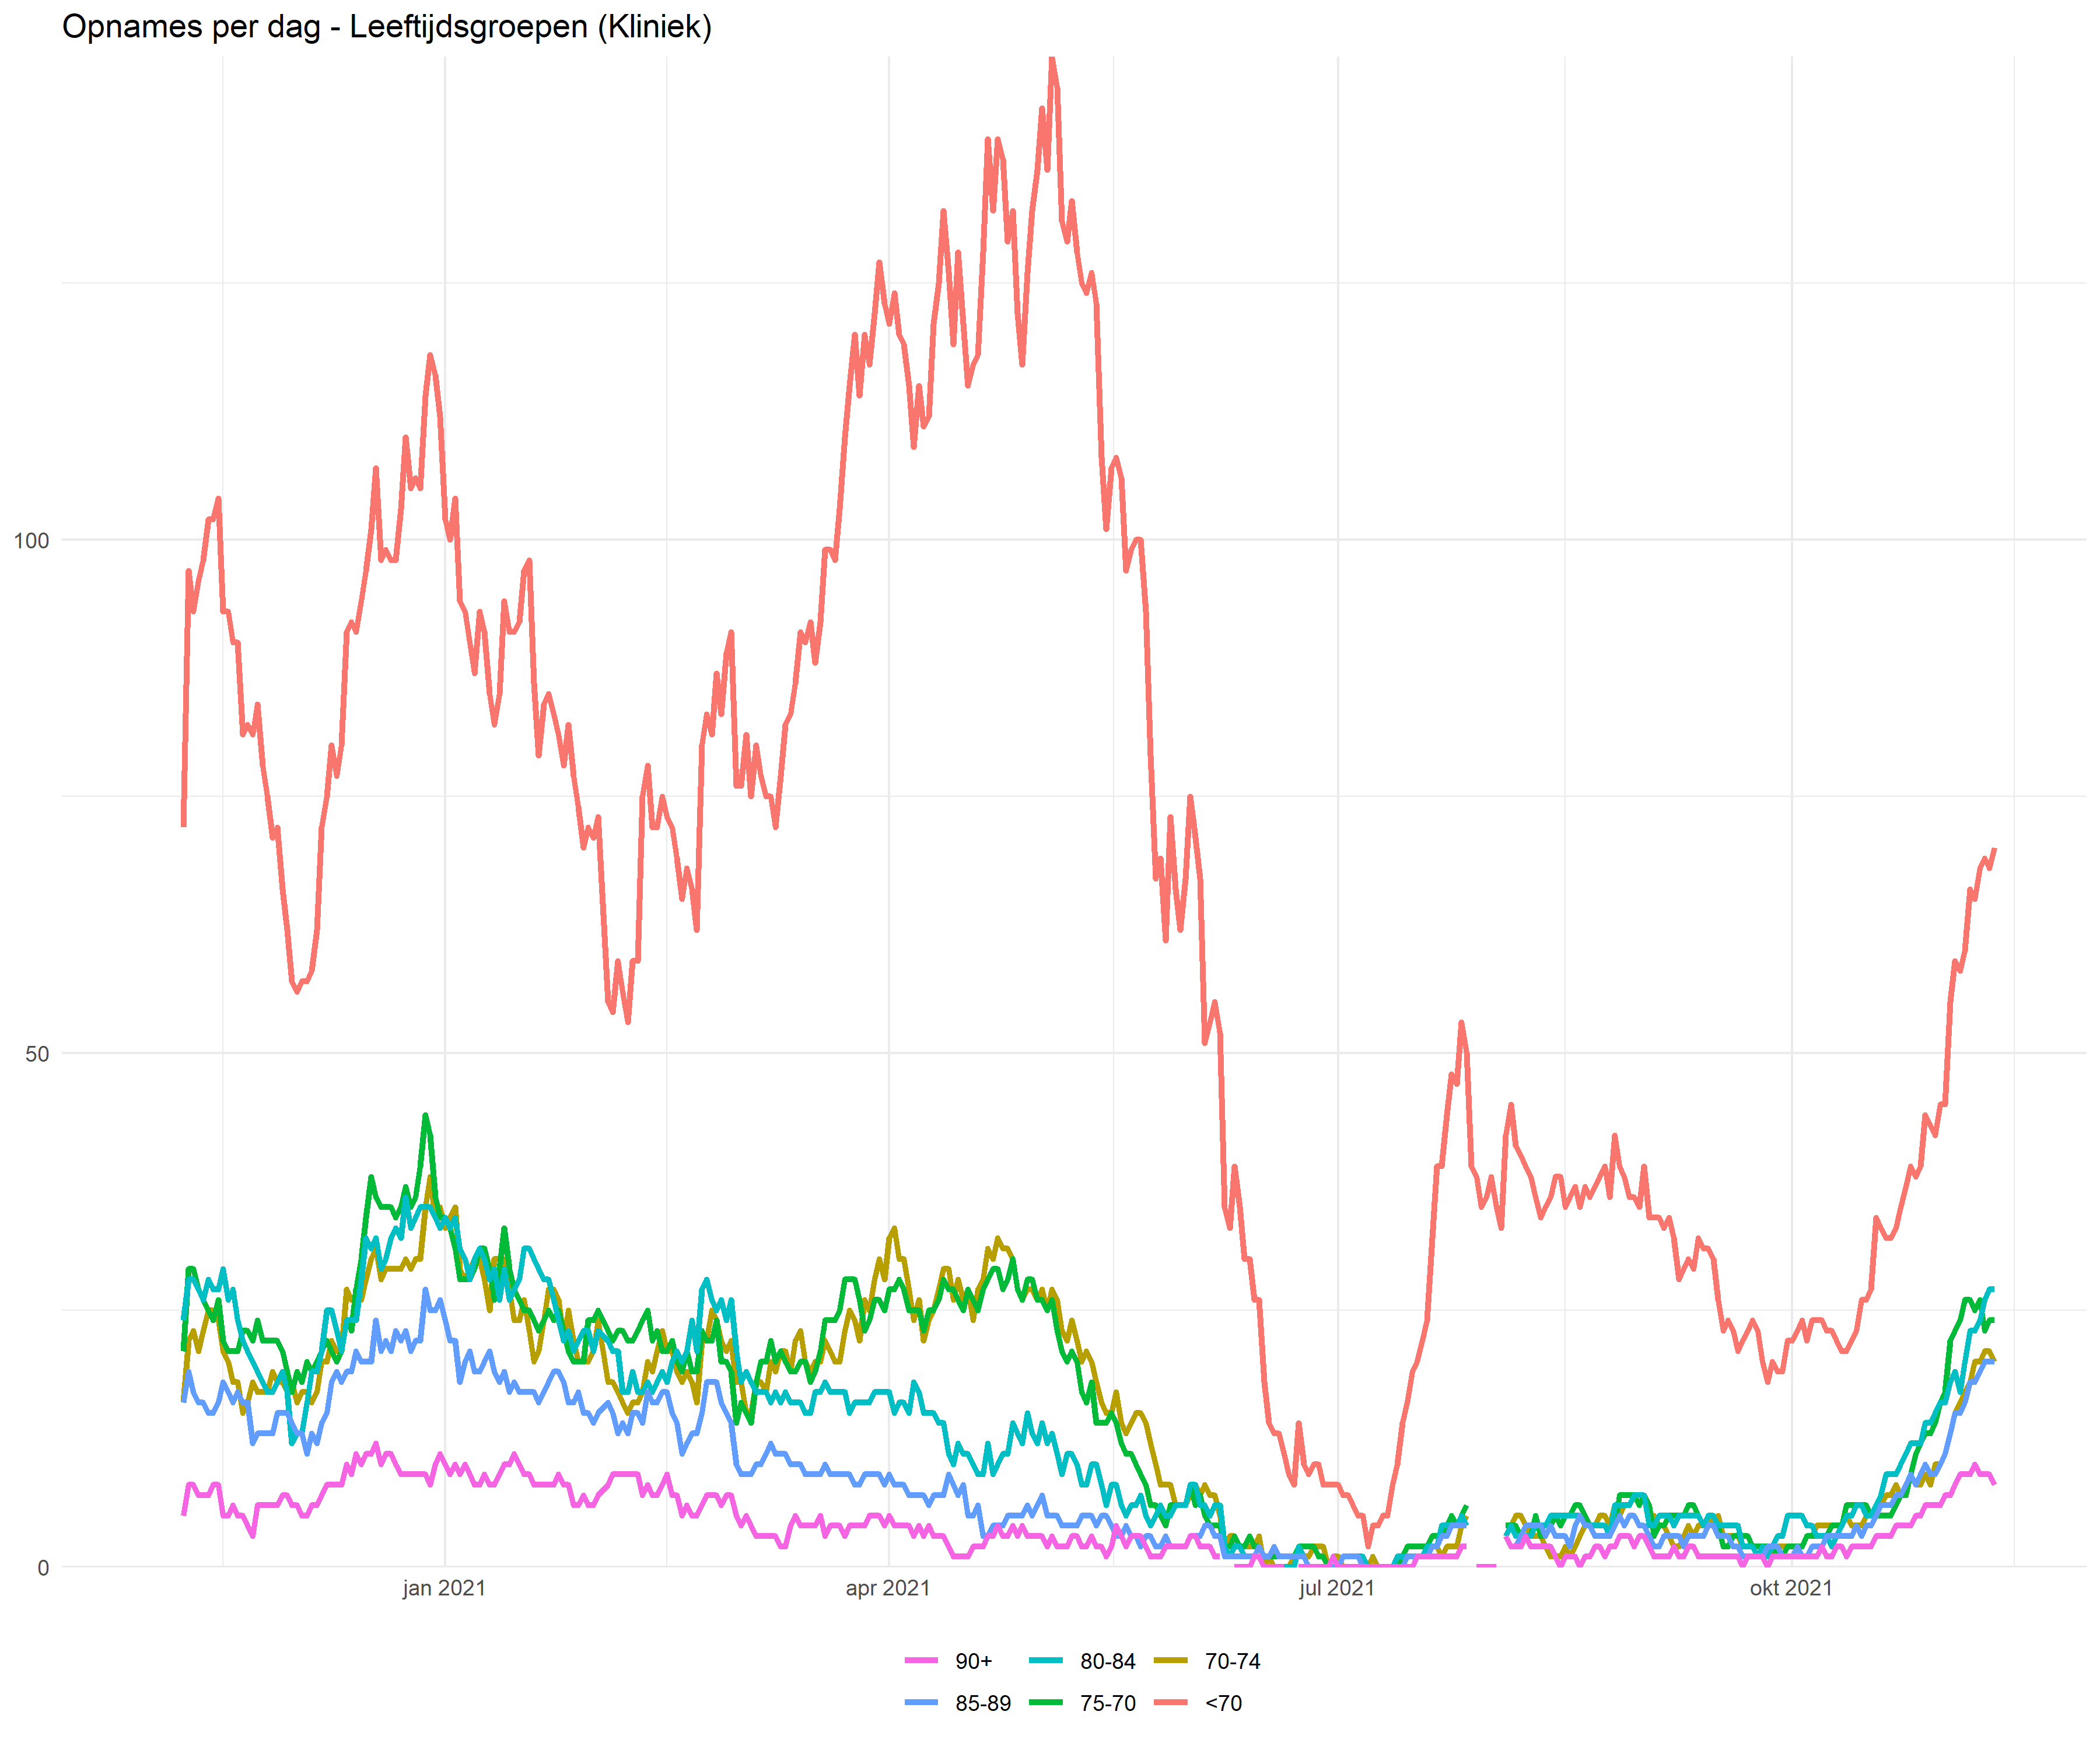 Opnames per dag - Leeftijdsgroepen (Kliniek)
100
50
0
jan 2021 apr 2021 jul 2021 okt 2021
90+ 80-84 70-74
85-89 75-70 <70